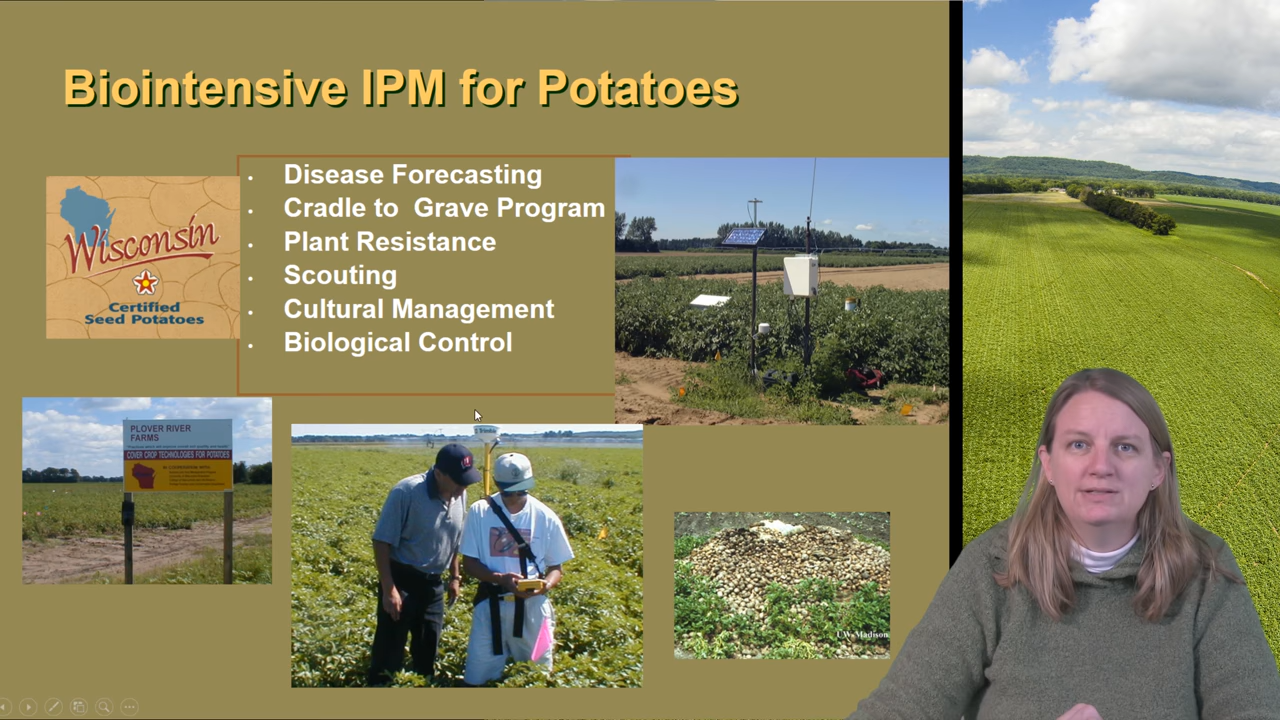 Biointensive IPM for Potatoes
• Disease Forecasting
• Cradle to Grave Program
• Plant Resistance
• Scouting
• Cultural Management
• Biological Control
Wisconsin
Certified
Seed Potatoes
PLOVER RIVER
FARMS
COVER CROP TECHNOLOGIES FOR POTATOES
Trimble
UW-Madison